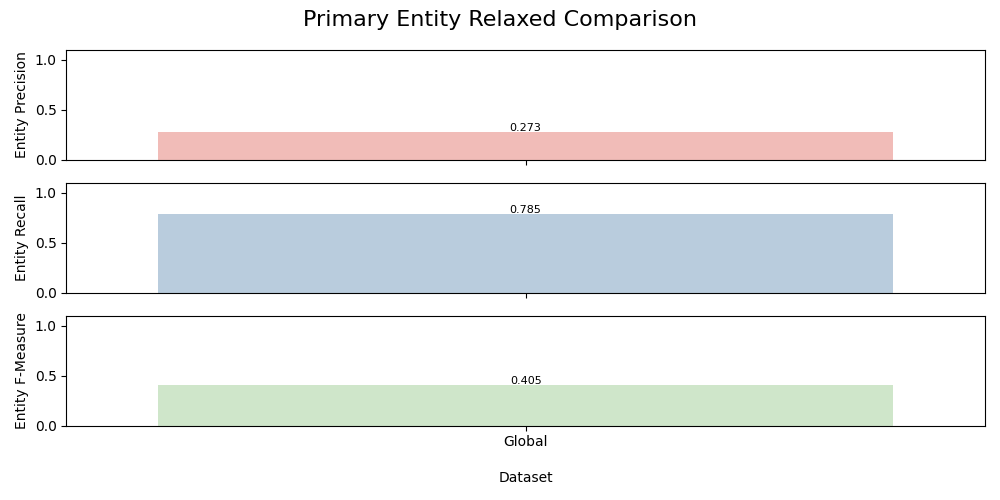 Primary Entity Relaxed Comparison
Entity Precision
1.0
0.5
0.0
0.273
Entity Recall
1.0
0.5
0.0
0.785
Entity F-Measure
1.0
0.5
0.0
0.405
Global
Dataset